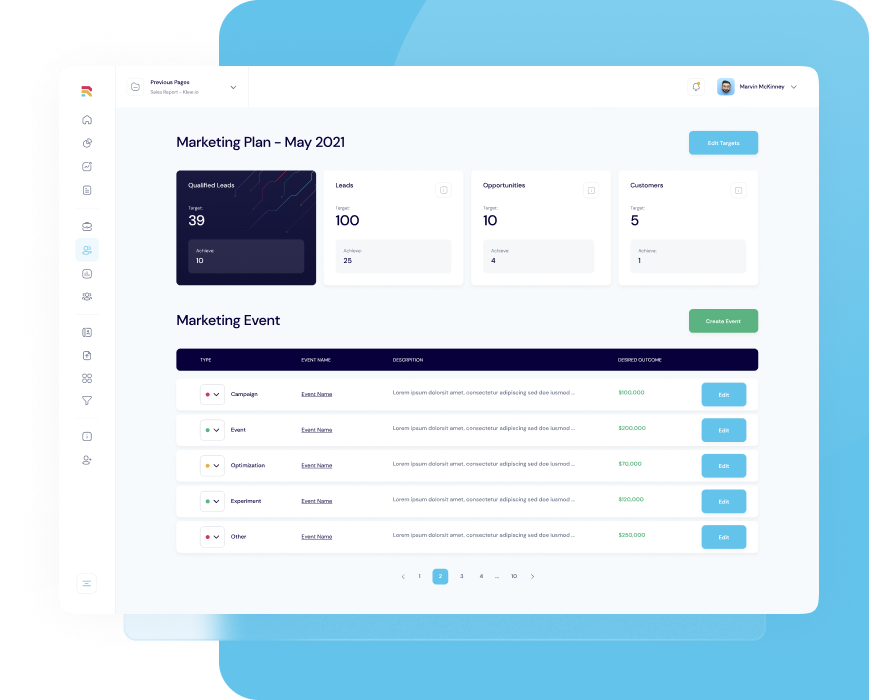 Previous Pages
Sales Report - Klear.io
Marvin McKinney
Marketing Plan - May 2021
Edit Targets
Qualified Leads
Target:
39
Achieve:
10
Leads
Target:
100
Achieve:
25
Opportunities
Target:
10
Achieve:
4
Customers
Target:
5
Achieve:
1
Marketing Event
Create Event
TYPE EVENT NAME DESCRIPITION DESIRED OUTCOME
Campaign Event Name Lorem ipsum dolorsit amet, consectetur adipiscing sed doe iusmod ... $100,000 Edit
Event Event Name Lorem ipsum dolorsit amet, consectetur adipiscing sed doe iusmod ... $200,000 Edit
Optimization Event Name Lorem ipsum dolorsit amet, consectetur adipiscing sed doe iusmod ... $70,000 Edit
Experiment Event Name Lorem ipsum dolorsit amet, consectetur adipiscing sed doe iusmod ... $120,000 Edit
Other Event Name Lorem ipsum dolorsit amet, consectetur adipiscing sed doe iusmod ... $250,000 Edit
1 2 3 4 ... 10